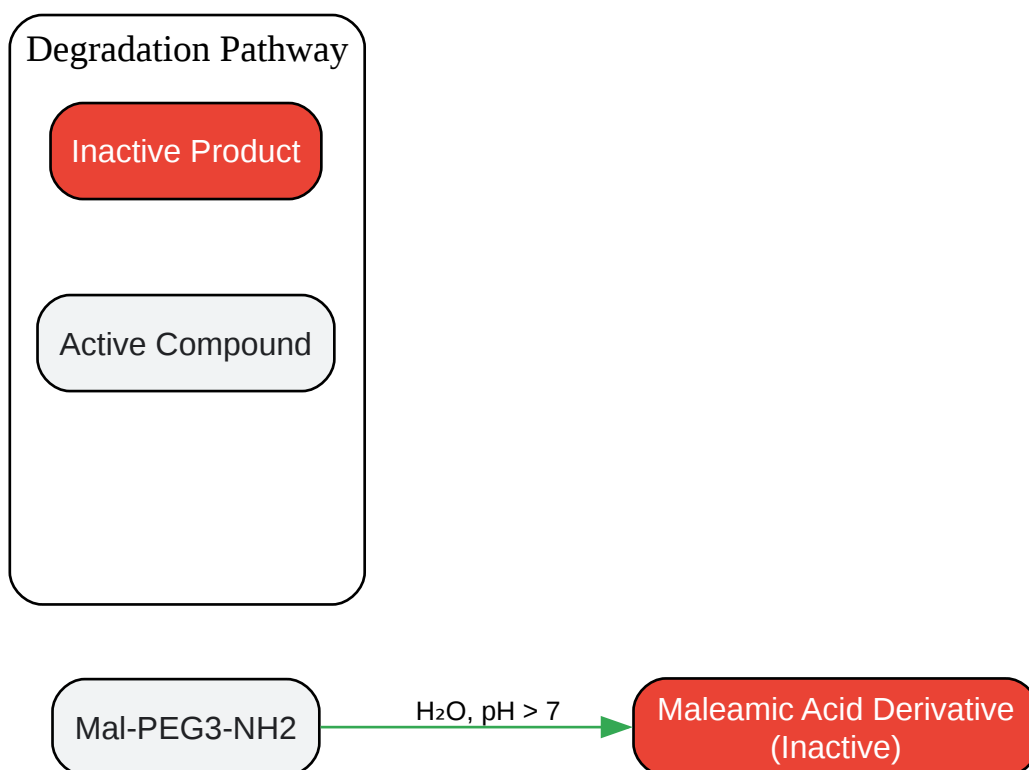 Degradation Pathway
Inactive Product
Active Compound
Mal-PEG3-NH2
H₂O, pH > 7
Maleamic Acid Derivative
(Inactive)